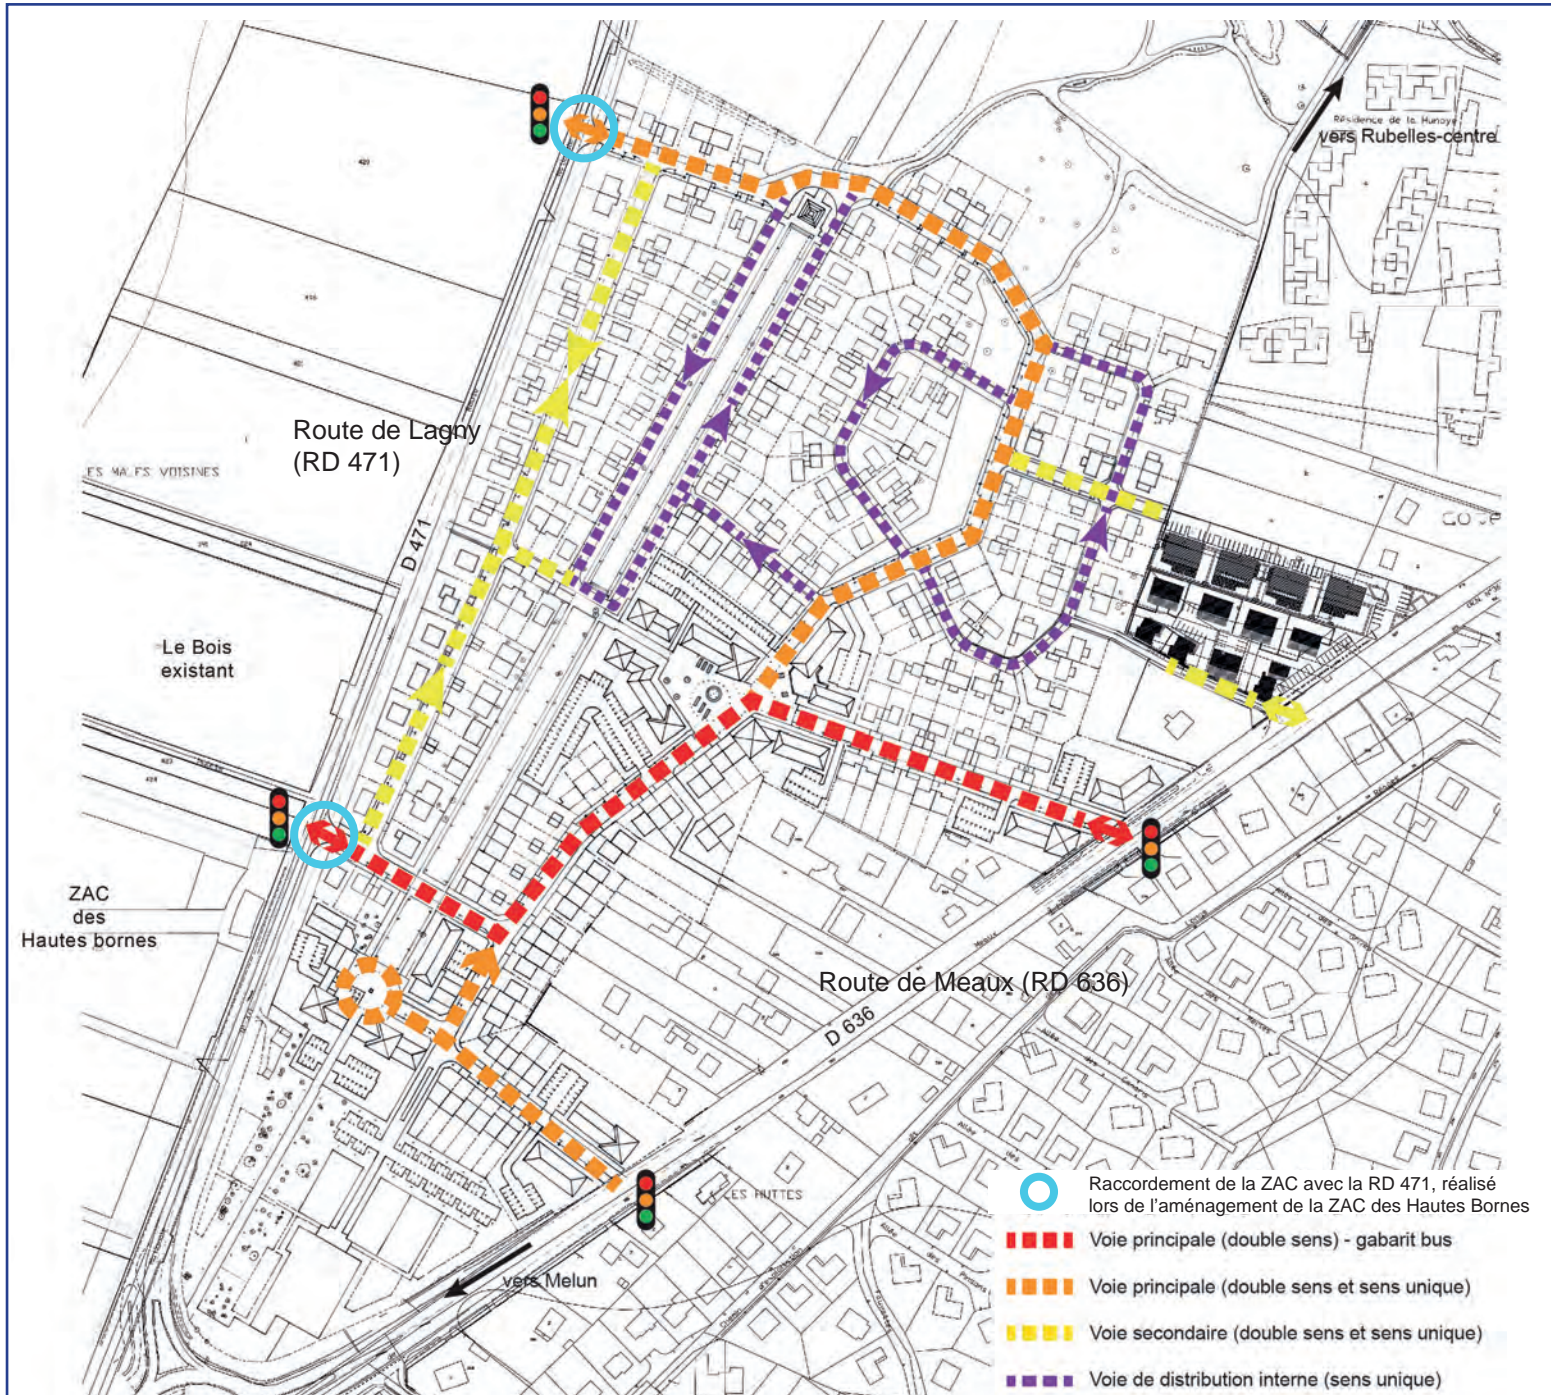 Résidence de la Hunoye
vers Rubelles-centre
429
Route de Lagny
(RD 471)
ES MALES VOISINES
D 471
Le Bois
existant
ZAC
des
Hautes bornes
Route de Meaux (RD 636)
D 636
LES HUTTES
vers Melun
Raccordement de la ZAC avec la RD 471, réalisé
lors de l'aménagement de la ZAC des Hautes Bornes
Voie principale (double sens) - gabarit bus
Voie principale (double sens et sens unique)
Voie secondaire (double sens et sens unique)
Voie de distribution interne (sens unique)